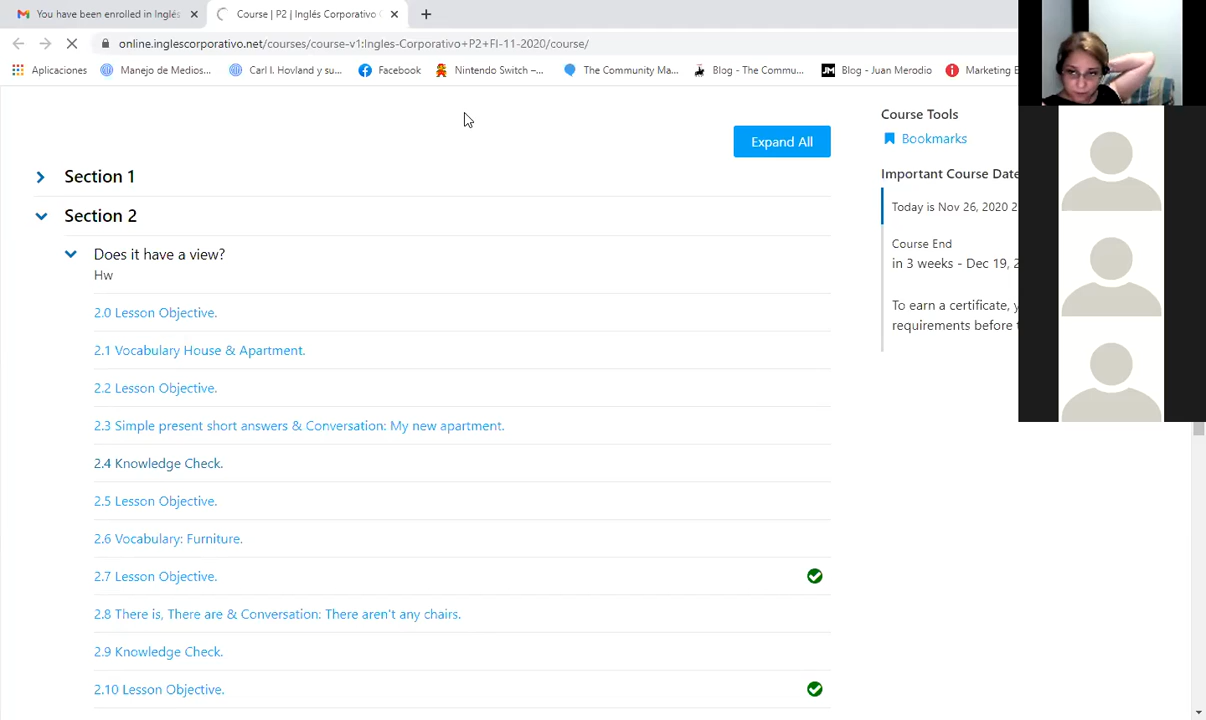 You have been enrolled in Inglés
Course | P2 | Inglés Corporativo
online.inglescorporativo.net/courses/course-v1:Ingles-Corporativo+P2+FI-11-2020/course/
Aplicaciones
Manejo de Medios...
Carl I. Hovland y su...
Facebook
Nintendo Switch –...
The Community Ma...
Blog - The Commu...
JM
Blog - Juan Merodio
Marketing
Expand All
Course Tools
Bookmarks
Important Course Date
Today is Nov 26, 2020 2
Course End
in 3 weeks - Dec 19, 2
To earn a certificate, y
requirements before
Section 1
Section 2
Does it have a view?
Hw
2.0 Lesson Objective.
2.1 Vocabulary House & Apartment.
2.2 Lesson Objective.
2.3 Simple present short answers & Conversation: My new apartment.
2.4 Knowledge Check.
2.5 Lesson Objective.
2.6 Vocabulary: Furniture.
2.7 Lesson Objective.
2.8 There is, There are & Conversation: There aren't any chairs.
2.9 Knowledge Check.
2.10 Lesson Objective.